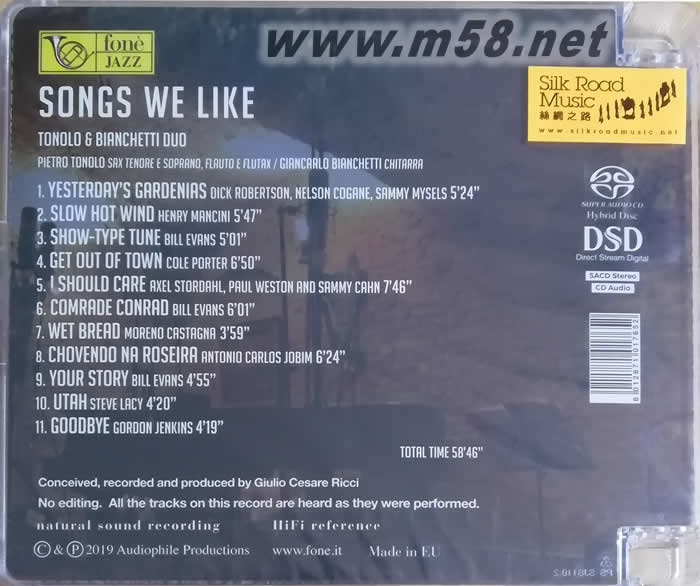 www.m58.net
fonè
JAZZ
Silk Road
Music
絲綢之路
www.silkroadmusic.net
SONGS WE LIKE
TONOLO & BIANCHETTI DUO
PIETRO TONOLO SAX TENORE E SOPRANO, FLAUTO E FLUTAX / GIANCARLO BIANCHETTI CHITARRA
1. YESTERDAY'S GARDENIAS DICK ROBERTSON, NELSON COGANE, SAMMY MYSELS 5'24"
2. SLOW HOT WIND HENRY MANCINI 5'47"
3. SHOW-TYPE TUNE BILL EVANS 5'01"
4. GET OUT OF TOWN COLE PORTER 6'50"
5. I SHOULD CARE AXEL STORDAHL, PAUL WESTON AND SAMMY CAHN 7'46"
6. COMRADE CONRAD BILL EVANS 6'01"
7. WET BREAD MORENO CASTAGNA 3'59"
8. CHOVENDO NA ROSEIRA ANTONIO CARLOS JOBIM 6'24"
9. YOUR STORY BILL EVANS 4'55"
10. UTAH STEVE LACY 4'20"
11. GOODBYE GORDON JENKINS 4'19"
TOTAL TIME 58'46"
SUPER AUDIO CD
Hybrid Disc
DSD
Direct Stream Digital
SACD Stereo
CD Audio
8012871017652
Conceived, recorded and produced by Giulio Cesare Ricci
No editing. All the tracks on this record are heard as they were performed.
natural sound recording HiFi reference
© & ℗ 2019 Audiophile Productions www.fone.it Made in EU